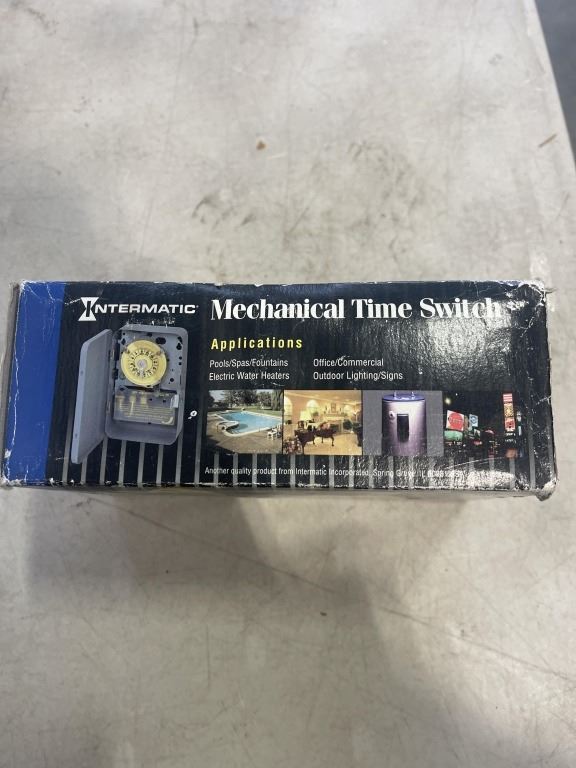 INTERMATIC
Mechanical Time Switch
Applications
Pools/Spas/Fountains
Electric Water Heaters
Office/Commercial
Outdoor Lighting/Signs
Another quality product from Intermatic Incorporated, Spring Grove, IL